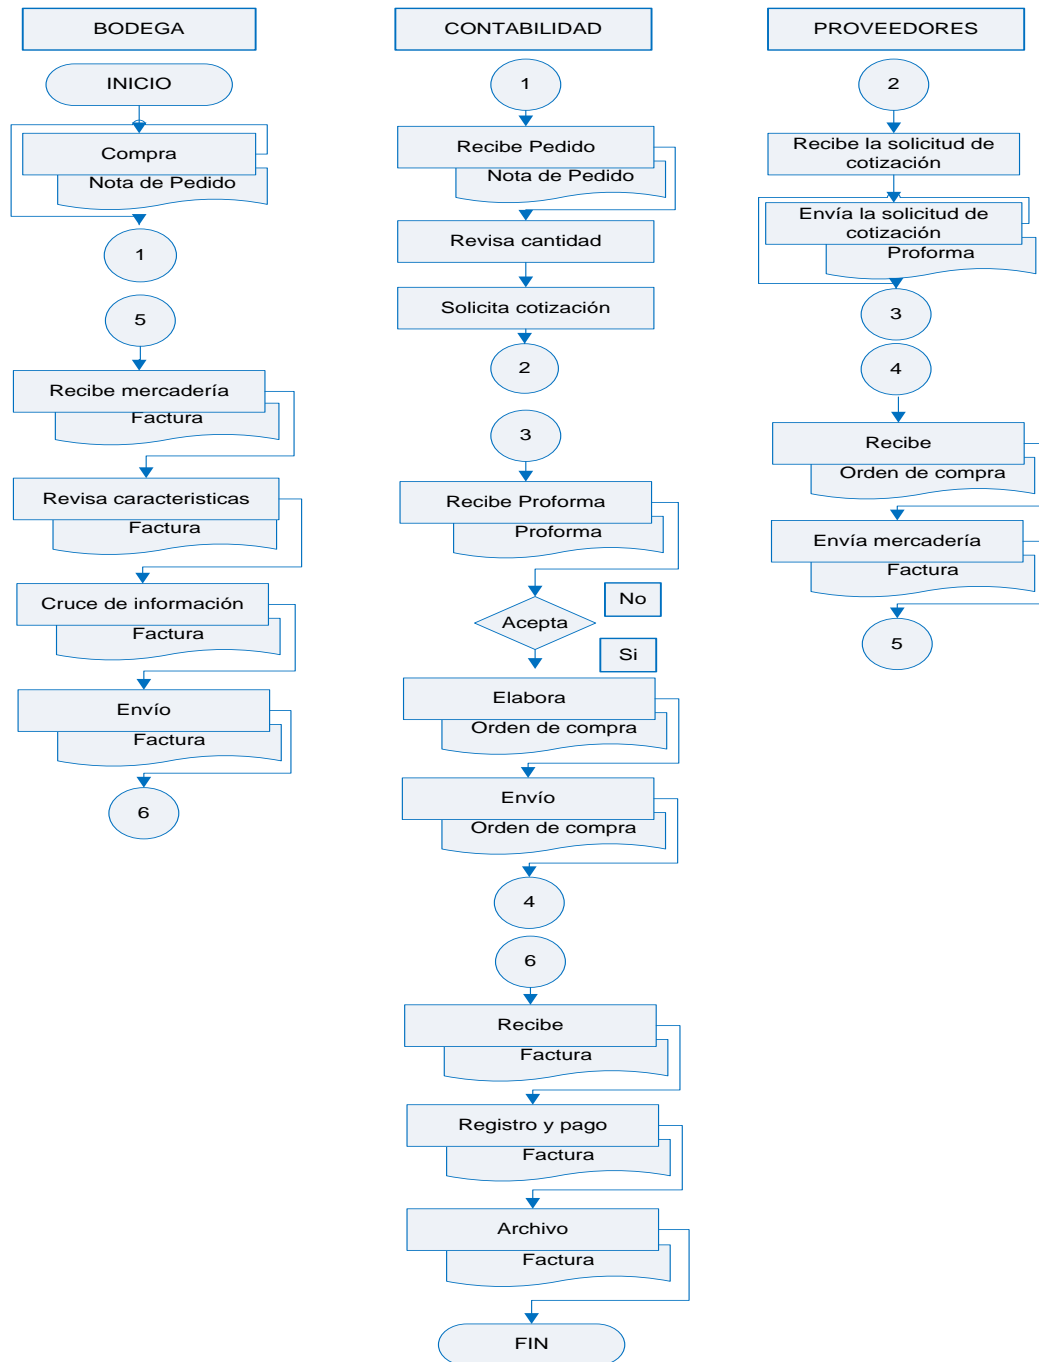 BODEGA
INICIO
Compra
Nota de Pedido
1
5
Recibe mercadería
Factura
Revisa caracteristicas
Factura
Cruce de información
Factura
Envío
Factura
6
CONTABILIDAD
1
Recibe Pedido
Nota de Pedido
Revisa cantidad
Solicita cotización
2
3
Recibe Proforma
Proforma
No
Acepta
Si
Elabora
Orden de compra
Envío
Orden de compra
4
6
Recibe
Factura
Registro y pago
Factura
Archivo
Factura
FIN
PROVEEDORES
2
Recibe la solicitud de
cotización
Envía la solicitud de
cotización
Proforma
3
4
Recibe
Orden de compra
Envía mercadería
Factura
5